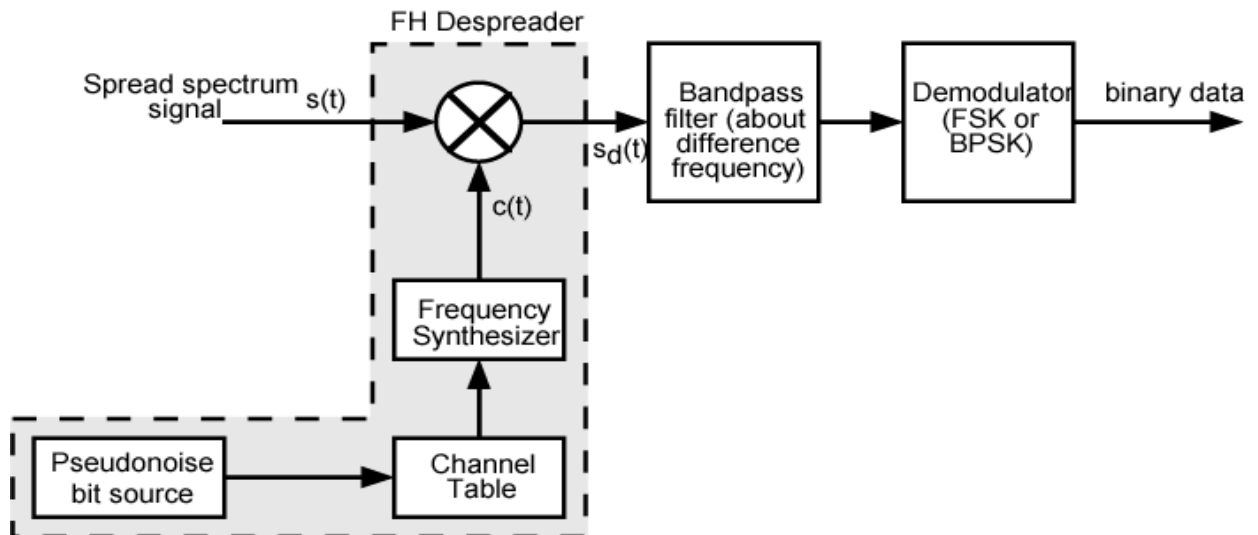 FH Despreader
Spread spectrum
signal
s(t)
c(t)
s_d(t)
Bandpass
filter (about
difference
frequency)
Demodulator
(FSK or
BPSK)
binary data
Frequency
Synthesizer
Pseudonoise
bit source
Channel
Table